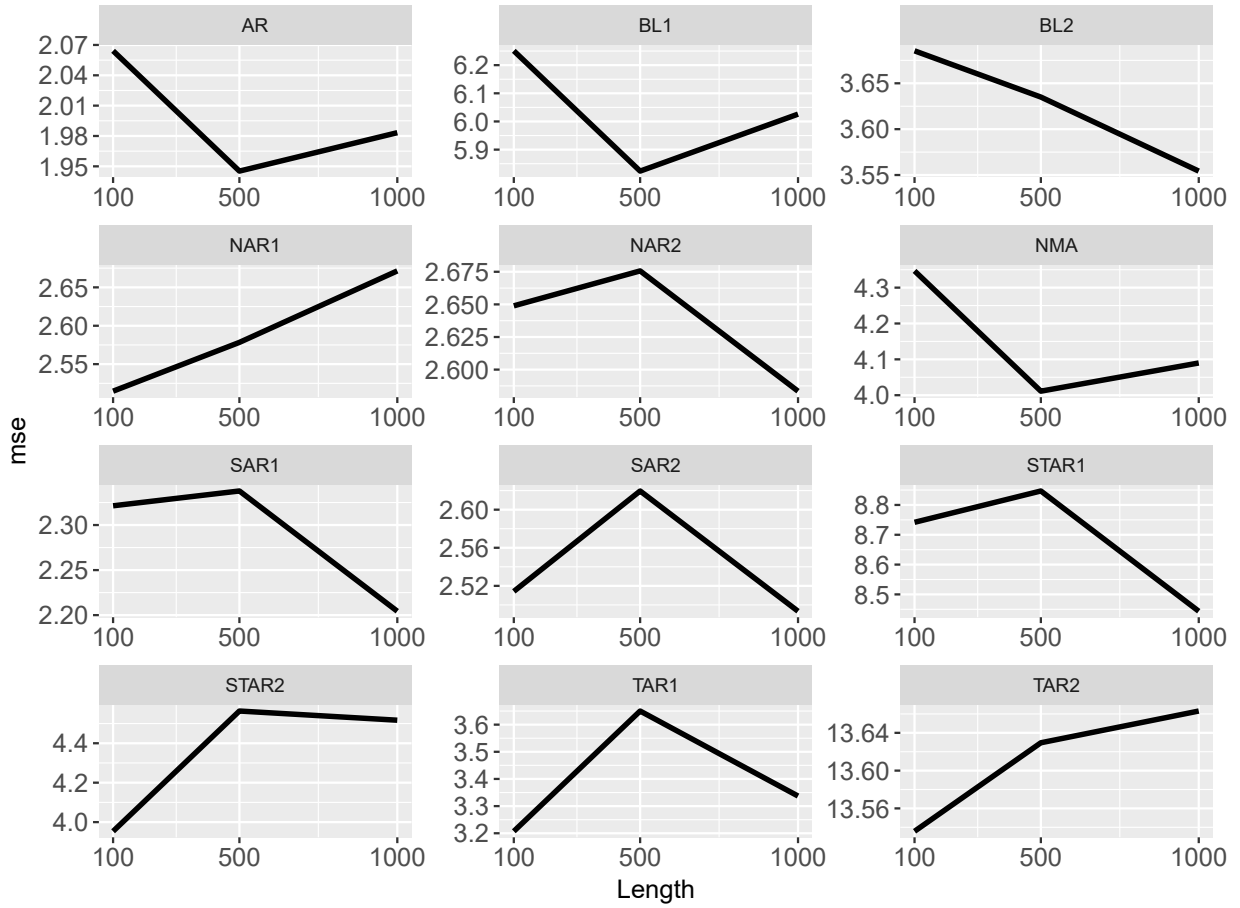 AR
2.07
2.04
2.01
1.98
1.95
100 500 1000
BL1
6.2
6.1
6.0
5.9
100 500 1000
BL2
3.65
3.60
3.55
100 500 1000
NAR1
2.65
2.60
2.55
100 500 1000
NAR2
2.675
2.650
2.625
2.600
100 500 1000
NMA
4.3
4.2
4.1
4.0
100 500 1000
mse
SAR1
2.30
2.25
2.20
100 500 1000
SAR2
2.60
2.56
2.52
100 500 1000
STAR1
8.8
8.7
8.6
8.5
100 500 1000
STAR2
4.4
4.2
4.0
100 500 1000
TAR1
3.6
3.5
3.4
3.3
3.2
100 500 1000
TAR2
13.64
13.60
13.56
100 500 1000
Length